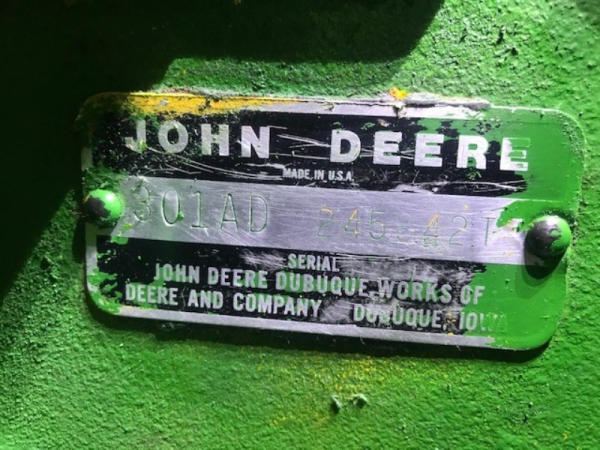 JOHN DEERE
MADE IN U.S.A.
301AD
SERIAL
JOHN DEERE DUBUQUE WORKS OF
DEERE AND COMPANY DUBUQUE, IOWA